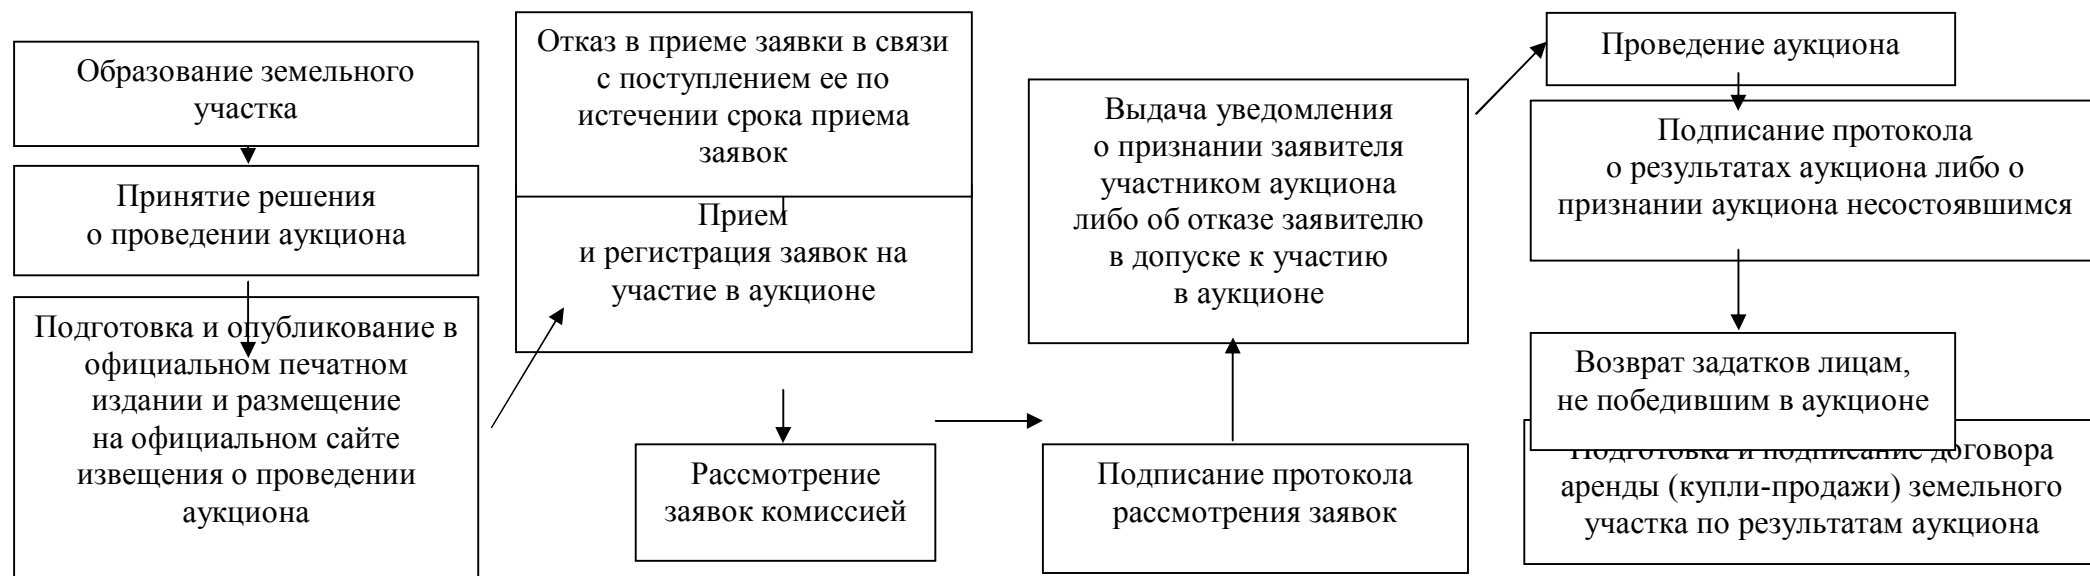 Образование земельного
участка
Принятие решения
о проведении аукциона
Подготовка и опубликование в
официальном печатном
издании и размещение
на официальном сайте
извещения о проведении
аукциона
Отказ в приеме заявки в связи
с поступлением ее по
истечении срока приема
заявок
Прием
и регистрация заявок на
участие в аукционе
Рассмотрение
заявок комиссией
Выдача уведомления
о признании заявителя
участником аукциона
либо об отказе заявителю
в допуске к участию
в аукционе
Подписание протокола
рассмотрения заявок
Проведение аукциона
Подписание протокола
о результатах аукциона либо о
признании аукциона несостоявшимся
Возврат задатков лицам,
не победившим в аукционе
Подготовка и подписание договора
аренды (купли-продажи) земельного
участка по результатам аукциона